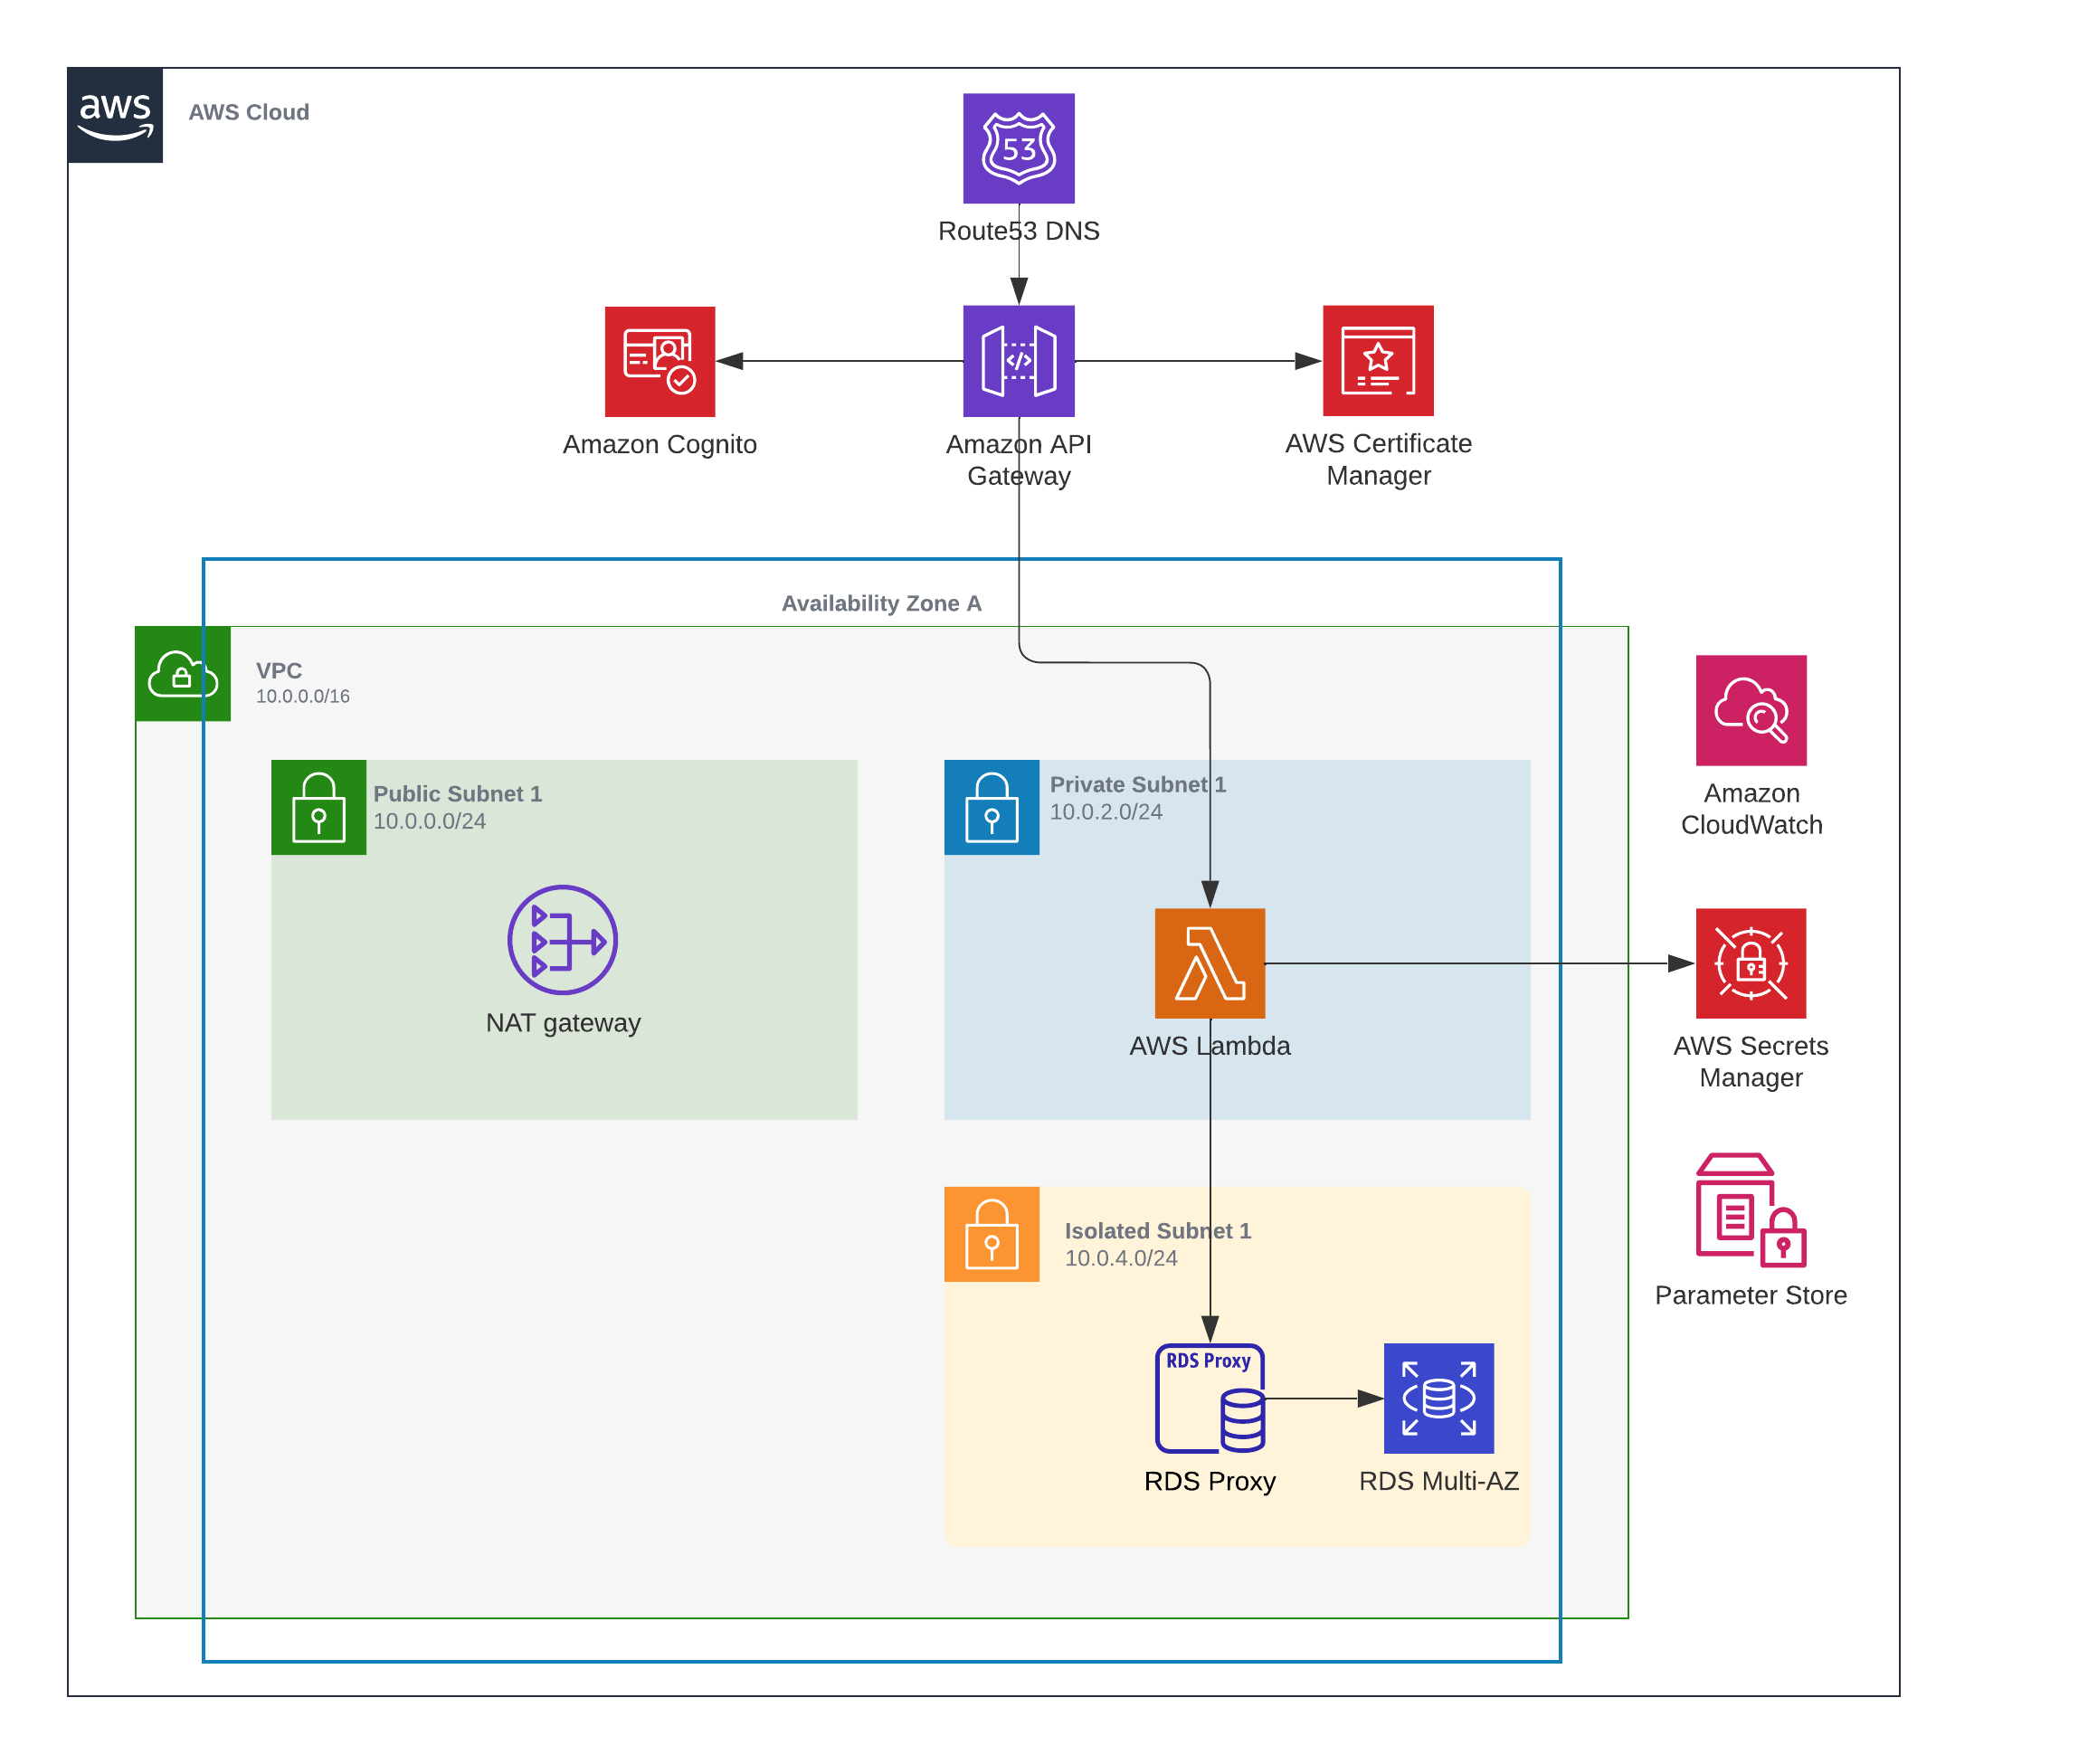 aws
AWS Cloud
53
Route53 DNS
Amazon Cognito
Amazon API
Gateway
AWS Certificate
Manager
Availability Zone A
VPC
10.0.0.0/16
Public Subnet 1
10.0.0.0/24
NAT gateway
Private Subnet 1
10.0.2.0/24
AWS Lambda
Amazon
CloudWatch
AWS Secrets
Manager
Isolated Subnet 1
10.0.4.0/24
RDS Proxy
RDS Proxy
RDS Multi-AZ
Parameter Store